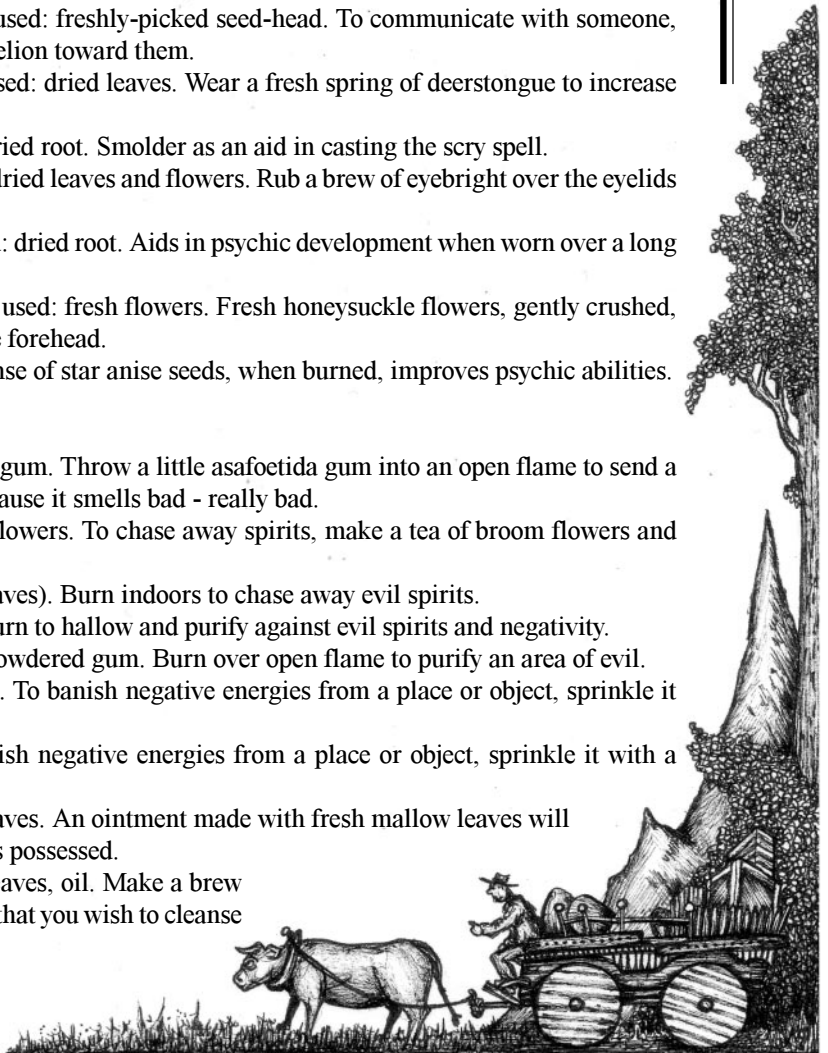 used: freshly-picked seed-head. To communicate with someone,
elion toward them.
sed: dried leaves. Wear a fresh spring of deerstongue to increase
ried root. Smolder as an aid in casting the scry spell.
dried leaves and flowers. Rub a brew of eyebright over the eyelids
: dried root. Aids in psychic development when worn over a long
used: fresh flowers. Fresh honeysuckle flowers, gently crushed,
forehead.
nse of star anise seeds, when burned, improves psychic abilities.
gum. Throw a little asafoetida gum into an open flame to send a
ause it smells bad - really bad.
flowers. To chase away spirits, make a tea of broom flowers and
aves). Burn indoors to chase away evil spirits.
urn to hallow and purify against evil spirits and negativity.
owdered gum. Burn over open flame to purify an area of evil.
. To banish negative energies from a place or object, sprinkle it
ish negative energies from a place or object, sprinkle it with a
aves. An ointment made with fresh mallow leaves will
s possessed.
aves, oil. Make a brew
that you wish to cleanse